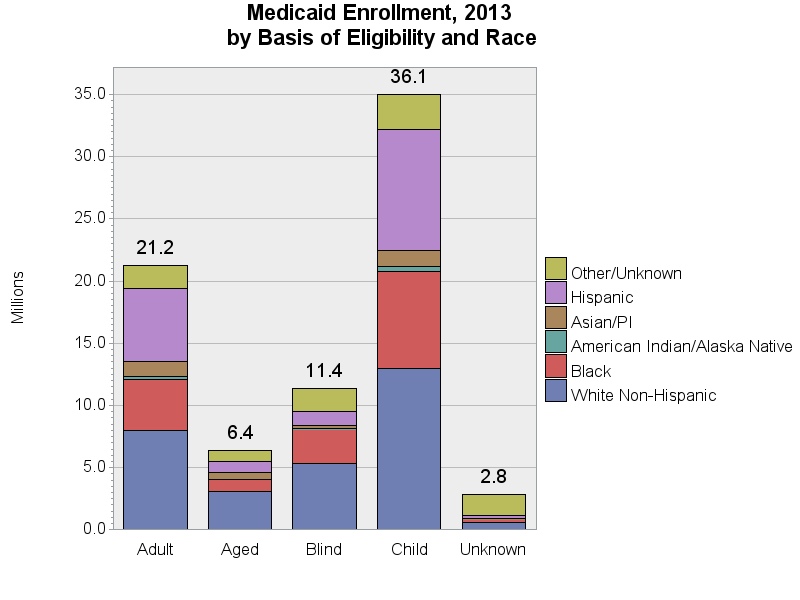 Medicaid Enrollment, 2013
by Basis of Eligibility and Race
Millions
35.0
30.0
25.0
20.0
15.0
10.0
5.0
0.0
21.2
6.4
11.4
36.1
2.8
Adult
Aged
Blind
Child
Unknown
Other/Unknown
Hispanic
Asian/PI
American Indian/Alaska Native
Black
White Non-Hispanic